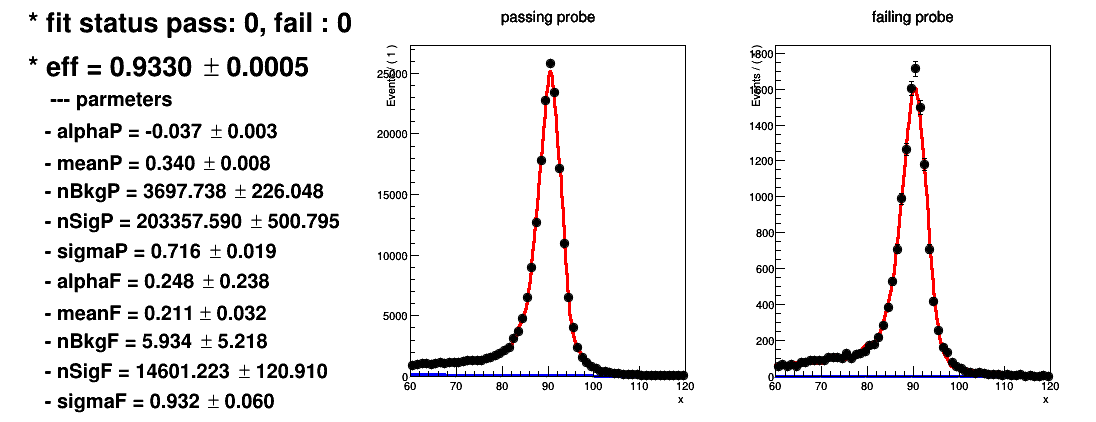 * fit status pass: 0, fail : 0
* eff = 0.9330 ± 0.0005
--- parmeters
- alphaP = -0.037 ± 0.003
- meanP = 0.340 ± 0.008
- nBkgP = 3697.738 ± 226.048
- nSigP = 203357.590 ± 500.795
- sigmaP = 0.716 ± 0.019
- alphaF = 0.248 ± 0.238
- meanF = 0.211 ± 0.032
- nBkgF = 5.934 ± 5.218
- nSigF = 14601.223 ± 120.910
- sigmaF = 0.932 ± 0.060
passing probe
Events / ( 1 )
25000
20000
15000
10000
5000
0
60 70 80 90 100 110 120
x
failing probe
Events / ( 1 )
1800
1600
1400
1200
1000
800
600
400
200
0
60 70 80 90 100 110 120
x